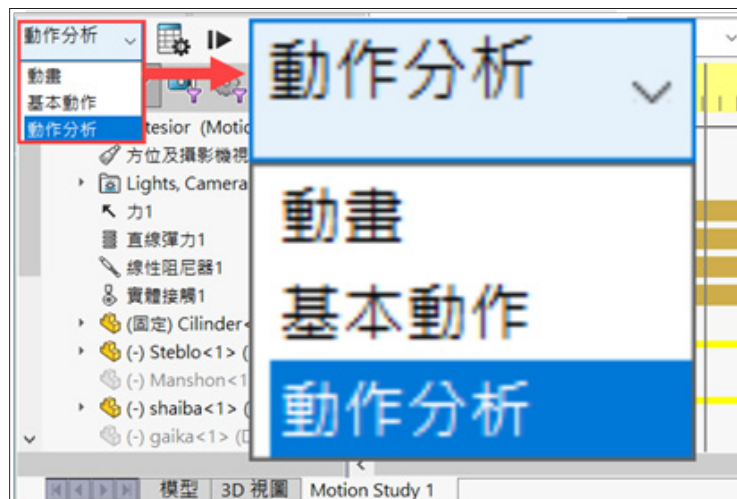 動作分析
動畫
基本動作
動作分析
動作分析
動畫
基本動作
動作分析
tesior (Motic
方位及攝影機視
Lights, Camera
力1
直線彈力1
線性阻尼器1
實體接觸1
(固定) Cilinder<
(-) Steblo<1> (
(-) Manshon<1
(-) shaiba<1> (
(-) gaika<1> (
模型 3D 視圖 Motion Study 1